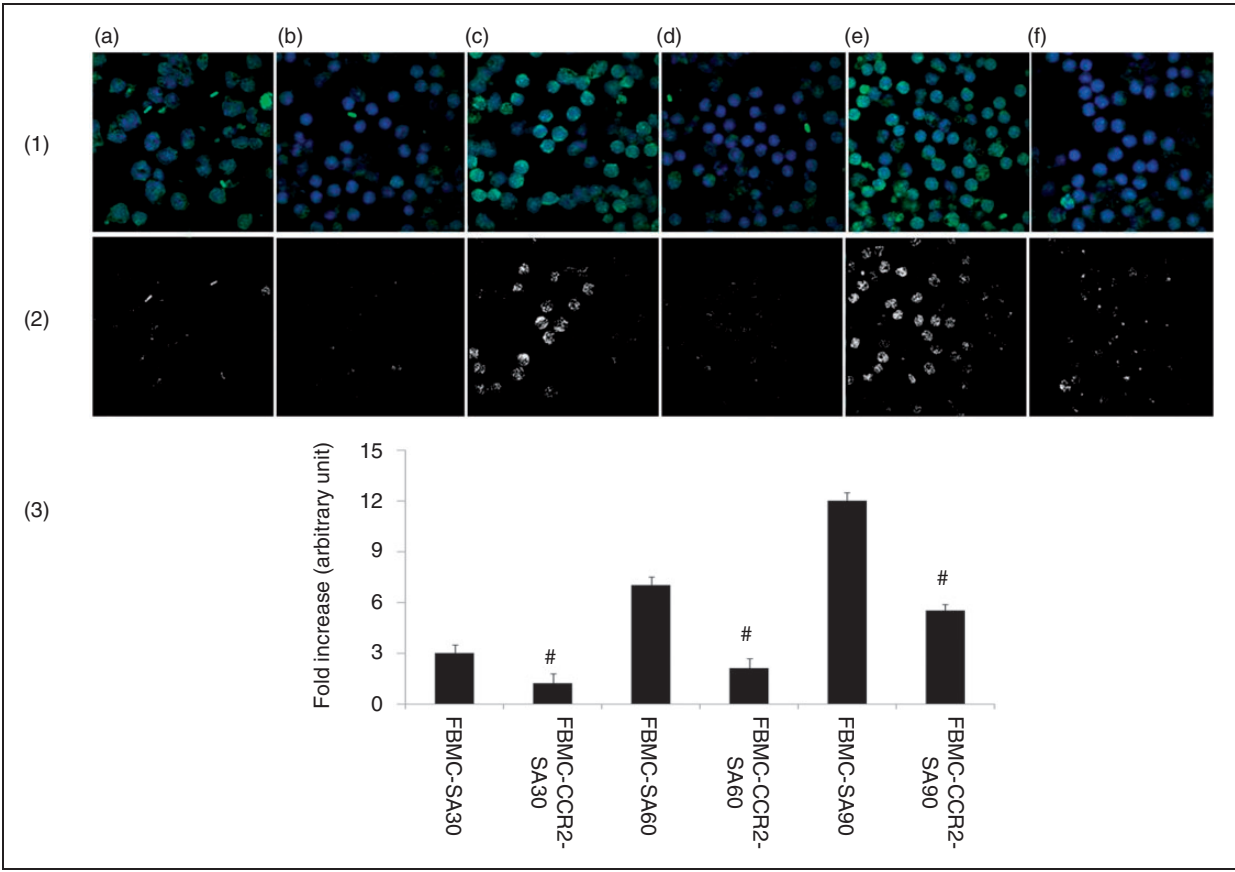 (a) (b) (c) (d) (e) (f)
(1)
(2)
(3)
Fold increase (arbitrary unit)
15
12
9
6
3
0
#
#
#
FBMC-SA30
FBMC-CCR2-
SA30
FBMC-SA60
FBMC-CCR2-
SA60
FBMC-SA90
FBMC-CCR2-
SA90